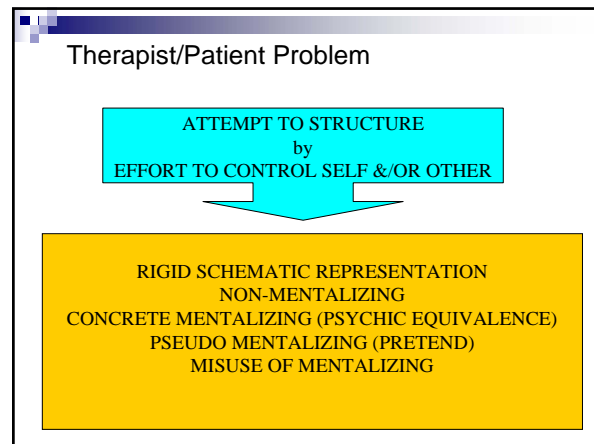 Therapist/Patient Problem
ATTEMPT TO STRUCTURE
by
EFFORT TO CONTROL SELF &/OR OTHER
RIGID SCHEMATIC REPRESENTATION
NON-MENTALIZING
CONCRETE MENTALIZING (PSYCHIC EQUIVALENCE)
PSEUDO MENTALIZING (PRETEND)
MISUSE OF MENTALIZING